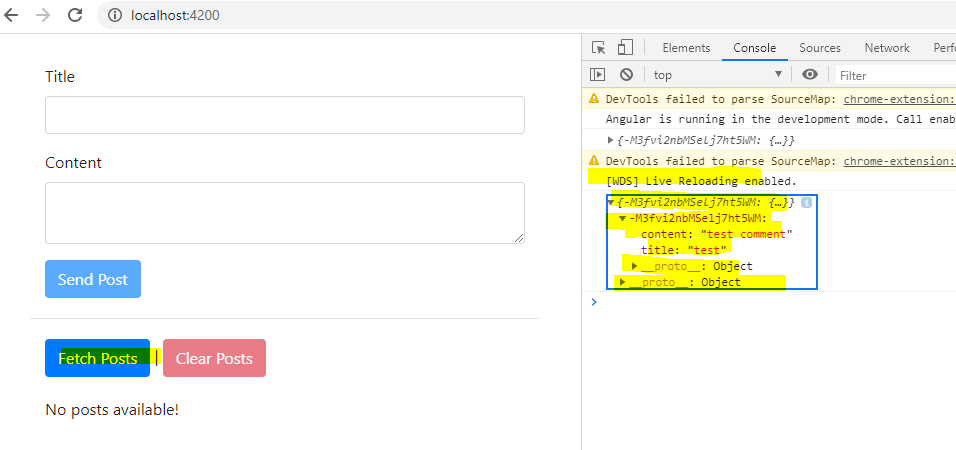 localhost:4200
Title
Content
Send Post
Fetch Posts | Clear Posts
No posts available!
Elements Console Sources Network Perfo
top Filter
DevTools failed to parse SourceMap: chrome-extension:
Angular is running in the development mode. Call enab
{-M3fvi2nbMSelj7ht5WM: {…}}
DevTools failed to parse SourceMap: chrome-extension:
[WDS] Live Reloading enabled.
{-M3fvi2nbMSelj7ht5WM: {…}}
-M3fvi2nbMSelj7ht5WM:
content: "test comment"
title: "test"
__proto__: Object
__proto__: Object